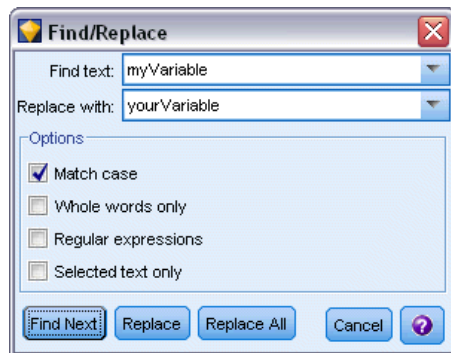 Find/Replace
Find text: myVariable
Replace with: yourVariable
Options
Match case
Whole words only
Regular expressions
Selected text only
Find Next Replace Replace All Cancel ?